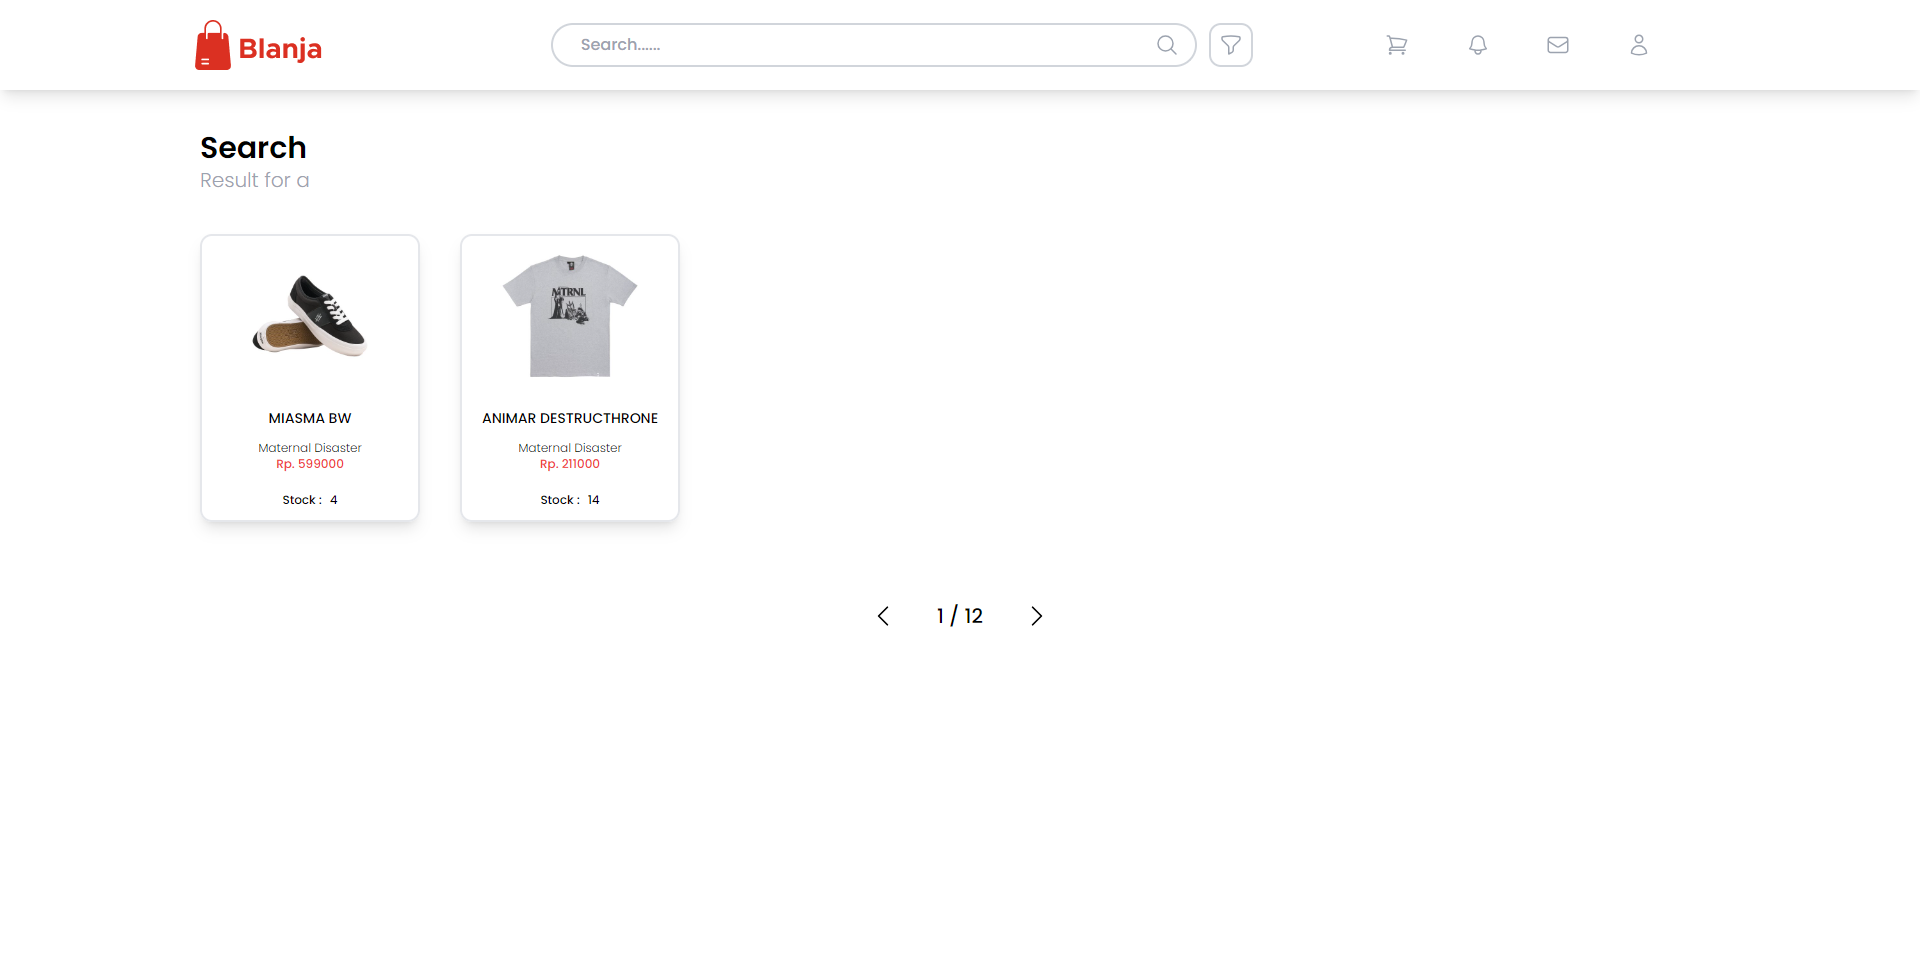 Blanja
Search......
Search
Result for a
MIASMA BW
Maternal Disaster
Rp. 599000
Stock : 4
MTRNL
ANIMAR DESTRUCTHRONE
Maternal Disaster
Rp. 211000
Stock : 14
1 / 12